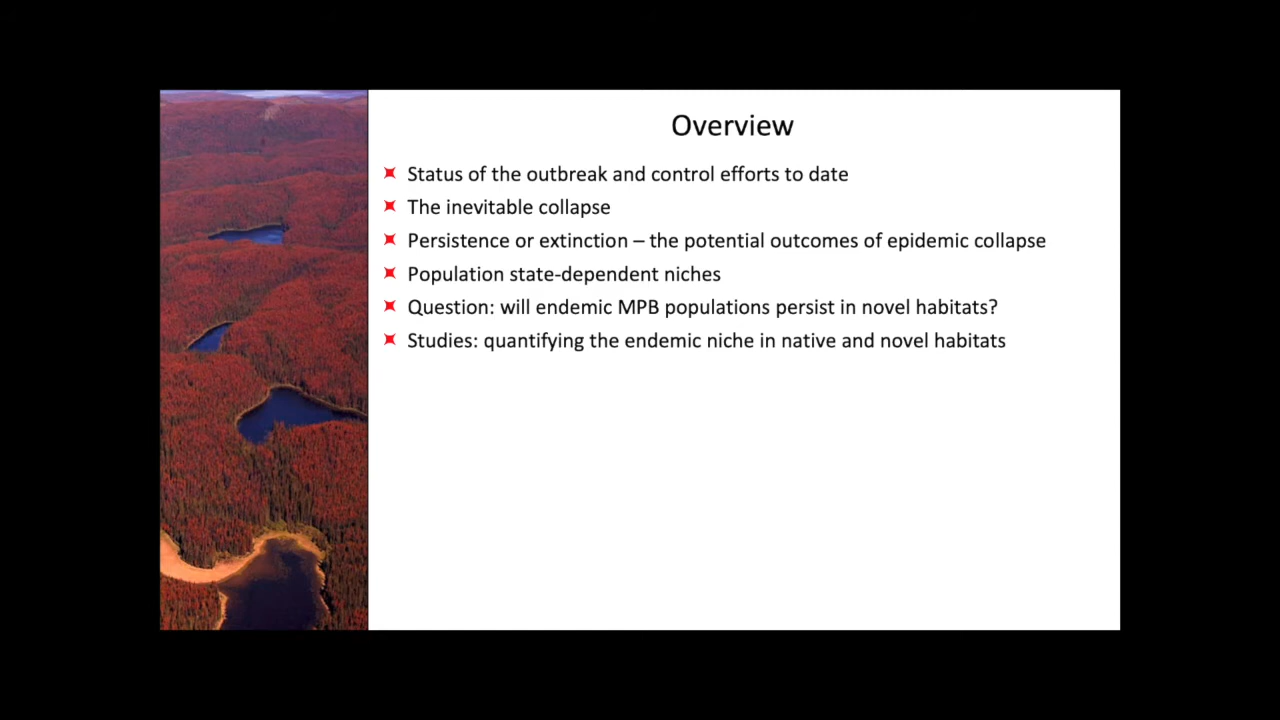 Overview
Status of the outbreak and control efforts to date
The inevitable collapse
Persistence or extinction – the potential outcomes of epidemic collapse
Population state-dependent niches
Question: will endemic MPB populations persist in novel habitats?
Studies: quantifying the endemic niche in native and novel habitats